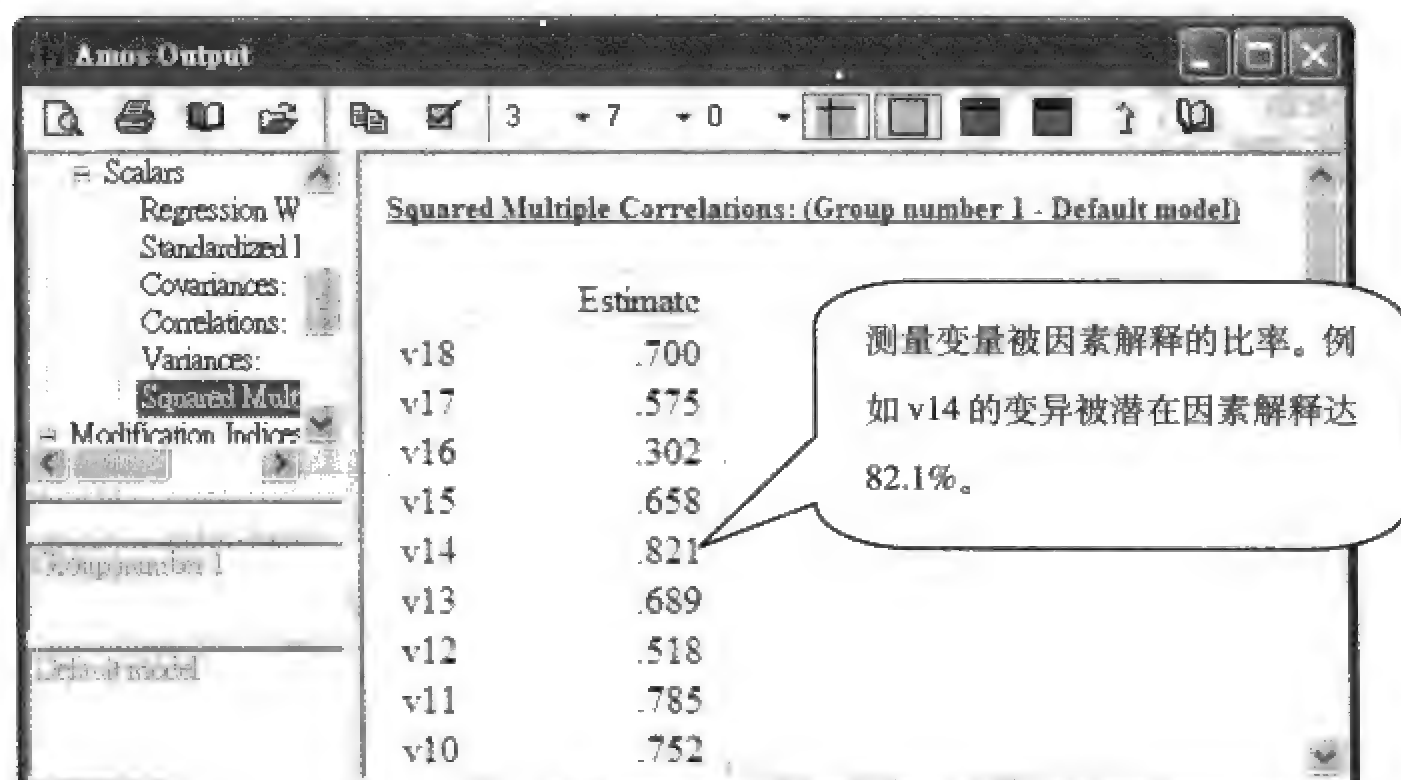 Amos Output
3 7 0
Scalars
Regression W
Standardized l
Covariances:
Correlations:
Variances:
Squared Mult
Modification Indices
Group number 1
Default model
Squared Multiple Correlations: (Group number 1 - Default model)
Estimate
v18 .700
v17 .575
v16 .302
v15 .658
v14 .821
v13 .689
v12 .518
v11 .785
v10 .752
测量变量被因素解释的比率。例
如 v14 的变异被潜在因素解释达
82.1%。